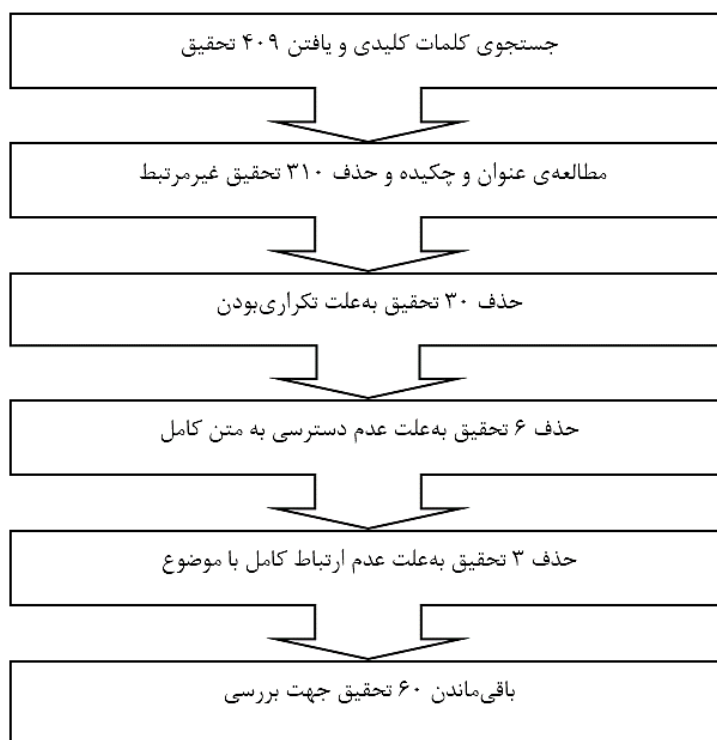 جستجوی کلمات کلیدی و یافتن ۴۰۹ تحقیق
مطالعه‌ی عنوان و چکیده و حذف ۳۱۰ تحقیق غیرمرتبط
حذف ۳۰ تحقیق به‌علت تکراری‌بودن
حذف ۶ تحقیق به‌علت عدم دسترسی به متن کامل
حذف ۳ تحقیق به‌علت عدم ارتباط کامل با موضوع
باقی‌ماندن ۶۰ تحقیق جهت بررسی